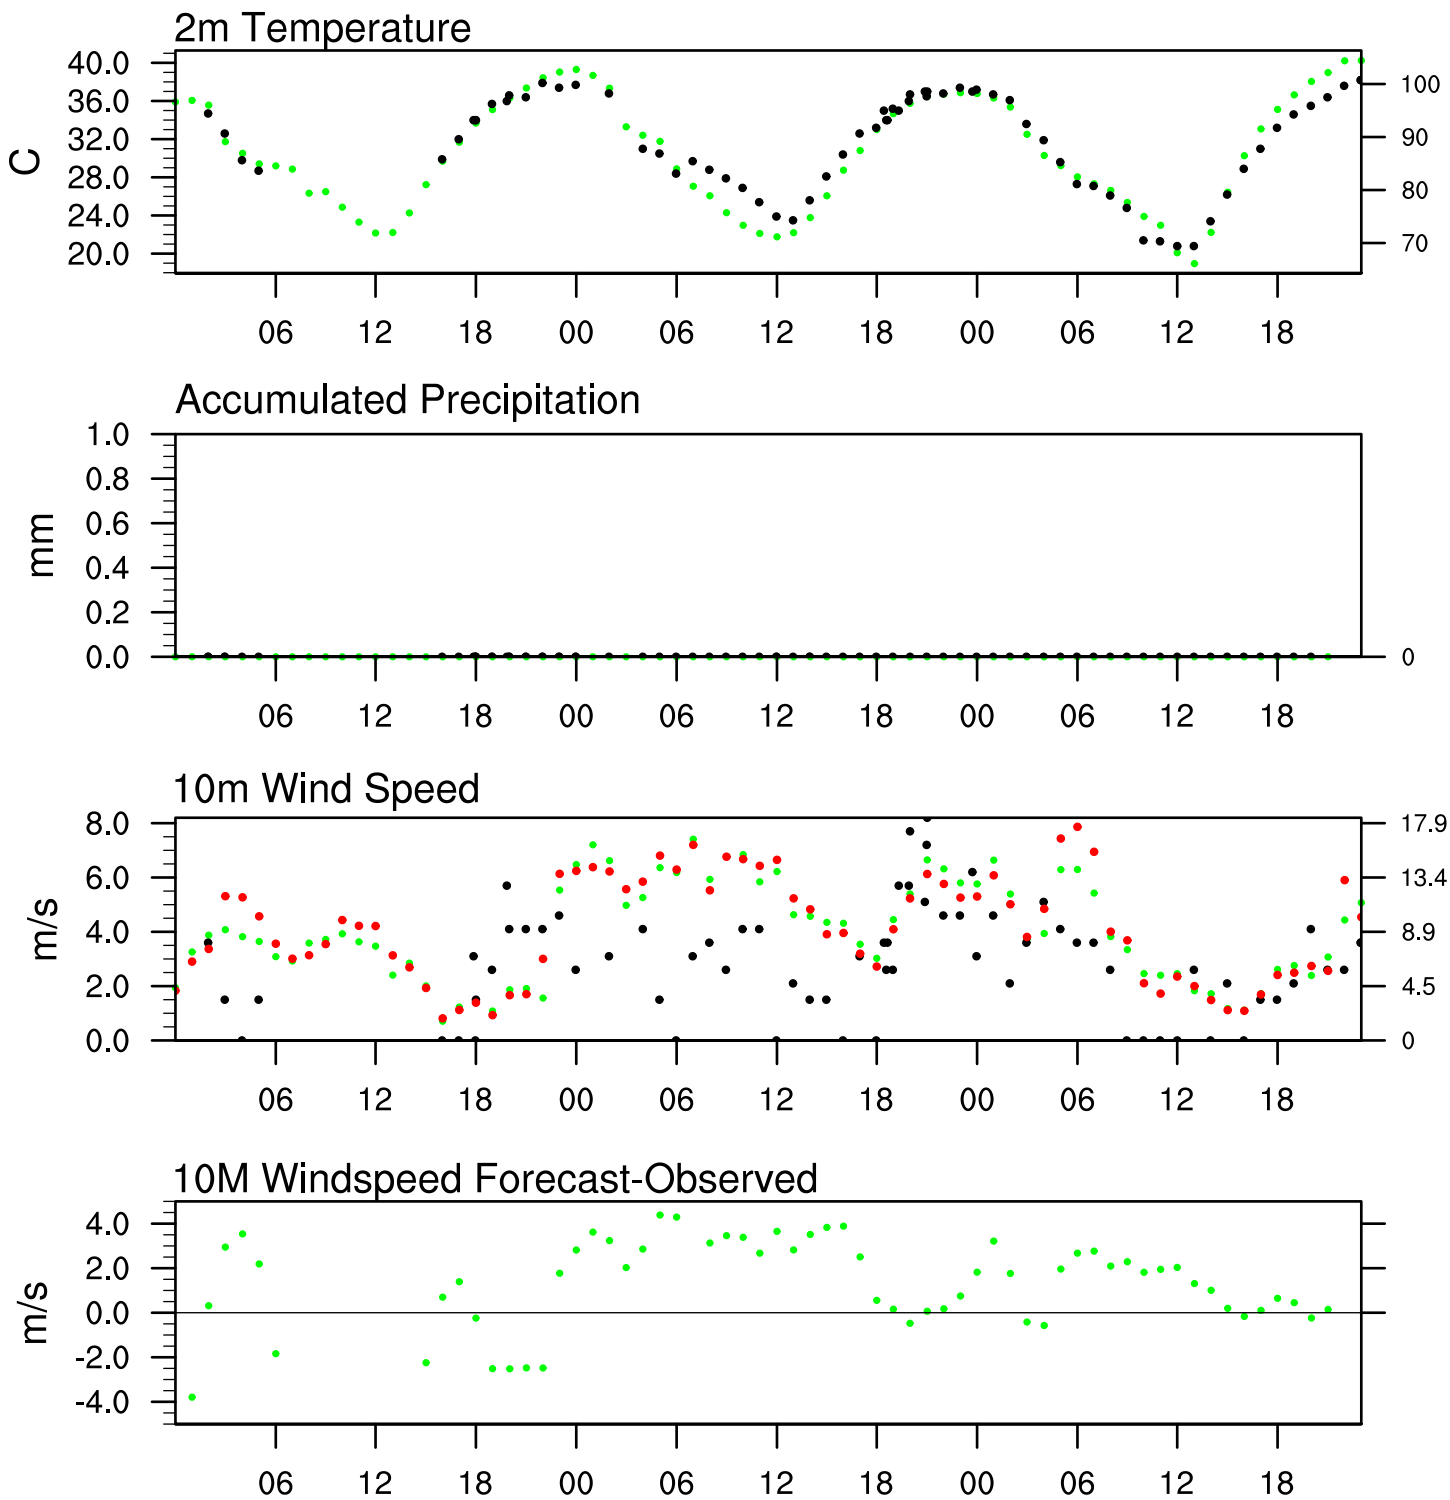 2m Temperature
40.0
36.0
32.0
28.0
24.0
20.0
C
100
90
80
70
06 12 18 00 06 12 18 00 06 12 18
Accumulated Precipitation
1.0
0.8
0.6
0.4
0.2
0.0
mm
0
06 12 18 00 06 12 18 00 06 12 18
10m Wind Speed
8.0
6.0
4.0
2.0
0.0
m/s
17.9
13.4
8.9
4.5
0
06 12 18 00 06 12 18 00 06 12 18
10M Windspeed Forecast-Observed
4.0
2.0
0.0
-2.0
-4.0
m/s
06 12 18 00 06 12 18 00 06 12 18